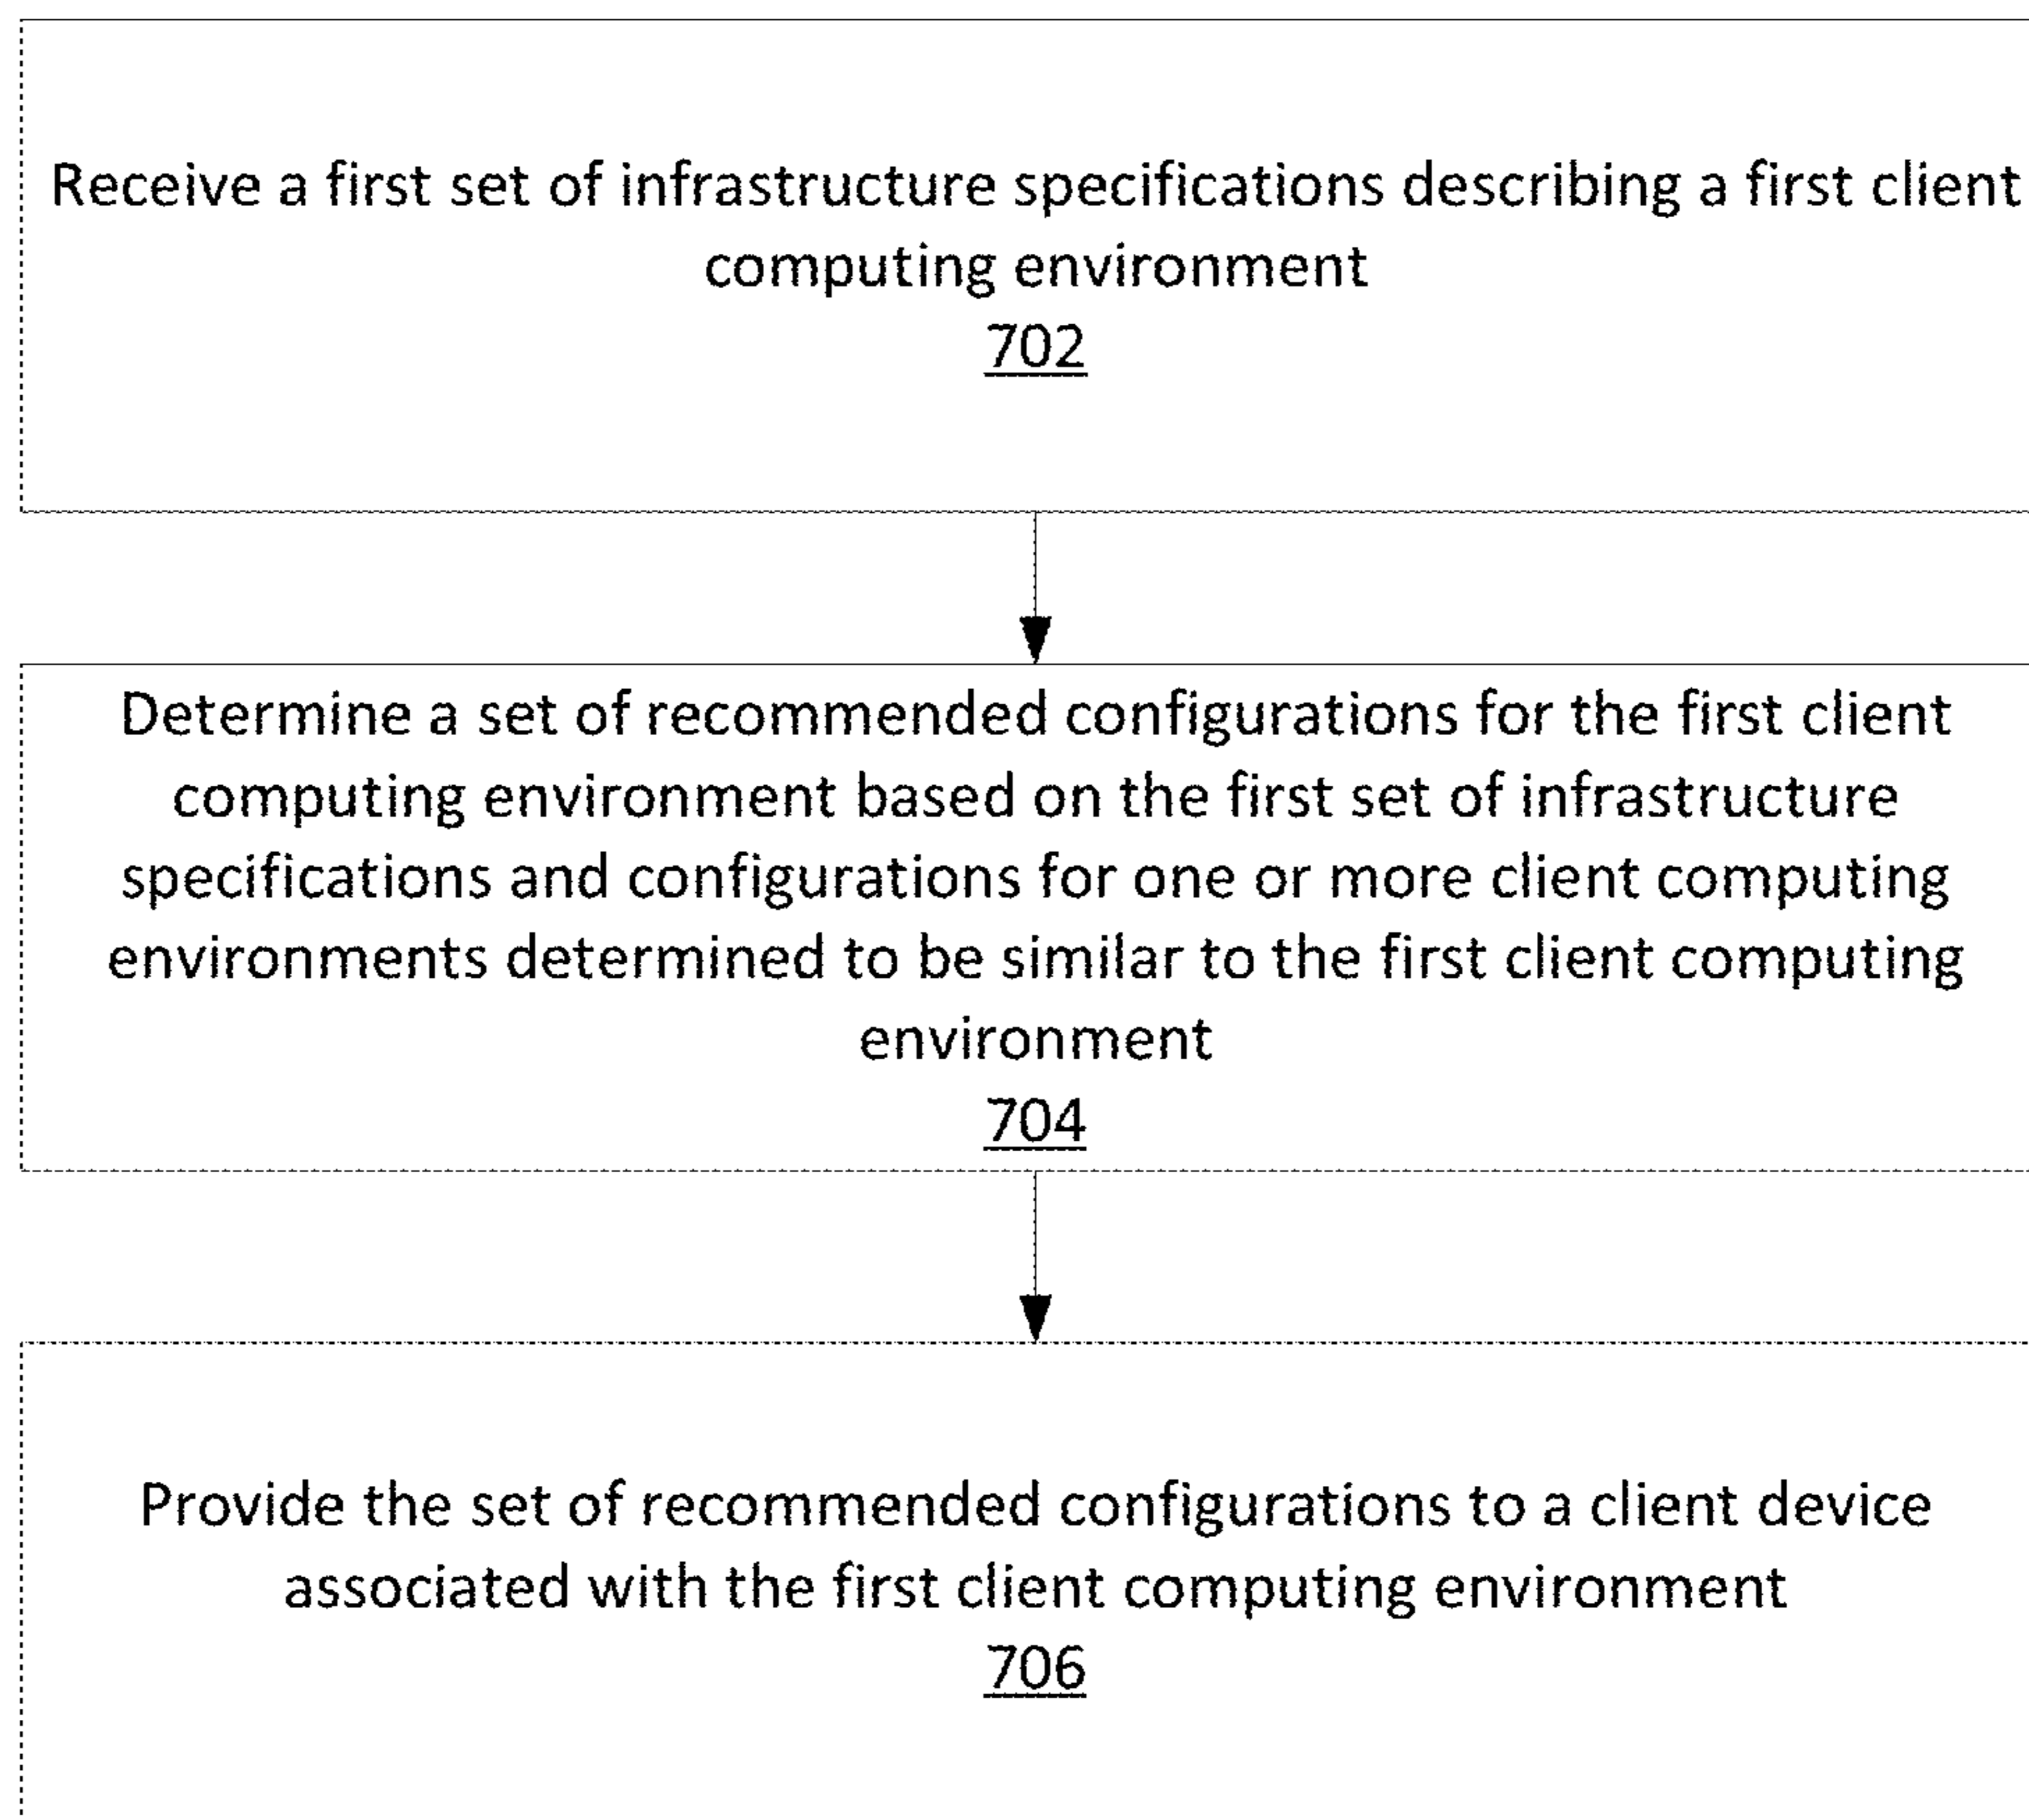 Receive a first set of infrastructure specifications describing a first client
computing environment
702
Determine a set of recommended configurations for the first client
computing environment based on the first set of infrastructure
specifications and configurations for one or more client computing
environments determined to be similar to the first client computing
environment
704
Provide the set of recommended configurations to a client device
associated with the first client computing environment
706